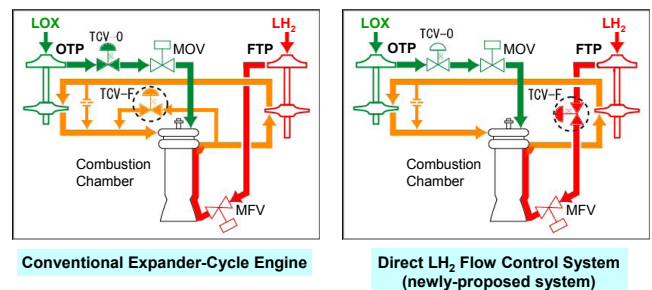 LOX
OTP
TCV-O
MOV
FTP
LH2
TCV-F
Combustion
Chamber
MFV
Conventional Expander-Cycle Engine
LOX
OTP
TCV-O
MOV
FTP
LH2
TCV-F
Combustion
Chamber
MFV
Direct LH2 Flow Control System
(newly-proposed system)